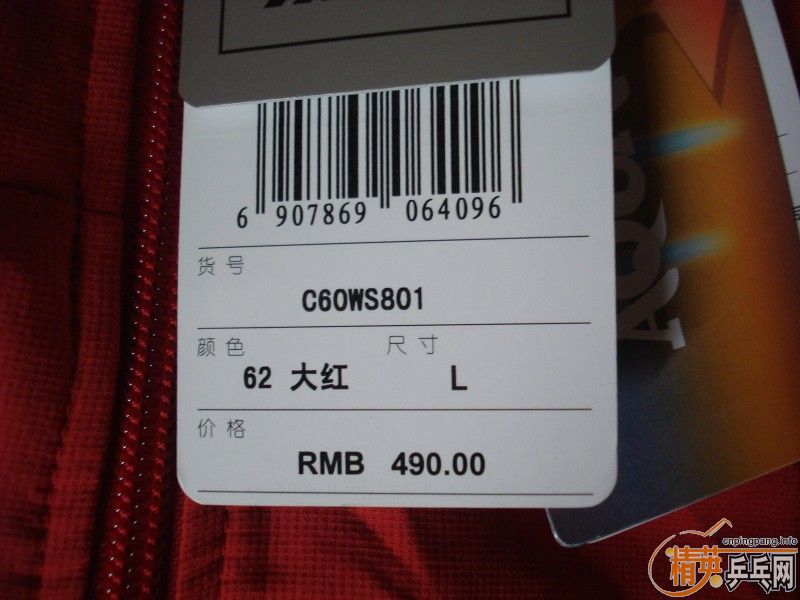 6 907869 064096
货号
C60WS801
颜色 尺寸
62 大红 L
价格
RMB 490.00
cnpingpang.info
精英乒乓网